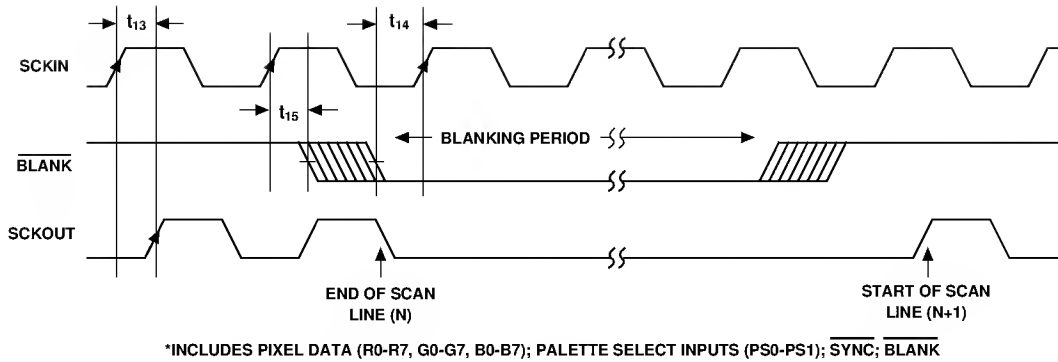 t13
t14
SCKIN
t15
BLANKING PERIOD
BLANK
SCKOUT
END OF SCAN
LINE (N)
START OF SCAN
LINE (N+1)
*INCLUDES PIXEL DATA (R0-R7, G0-G7, B0-B7); PALETTE SELECT INPUTS (PS0-PS1); SYNC; BLANK